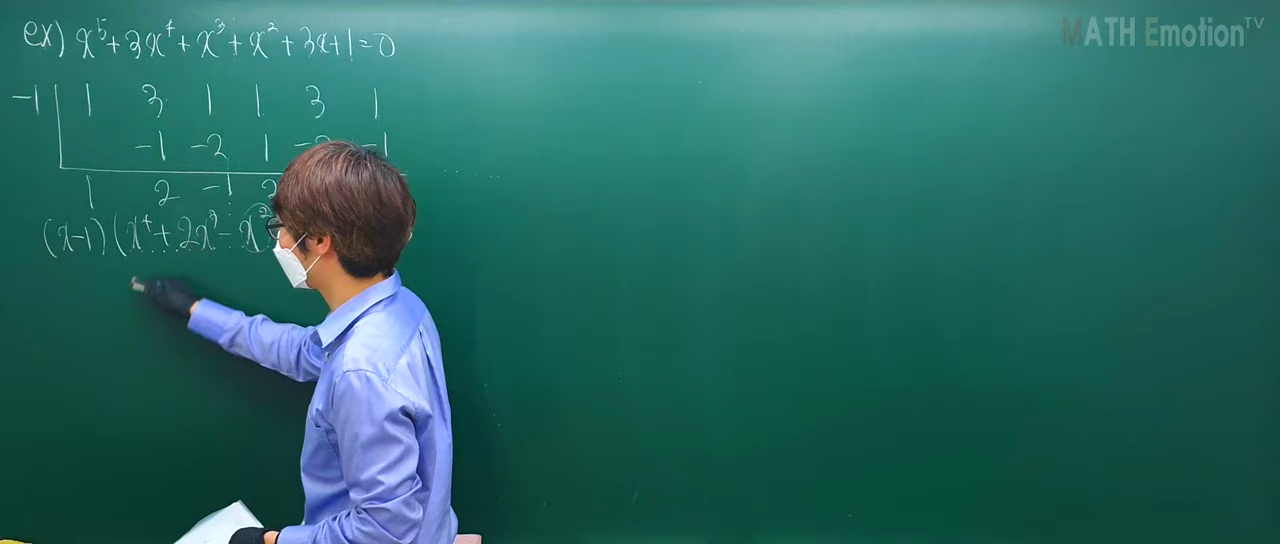 MATH Emotion TV
ex) x⁵+3x⁴+x³+x²+3x+1=0
-1 1 3 1 1 3 1
-1 -2 1 -1
1 2 -1 2
(x-1)(x⁴+2x³-x²